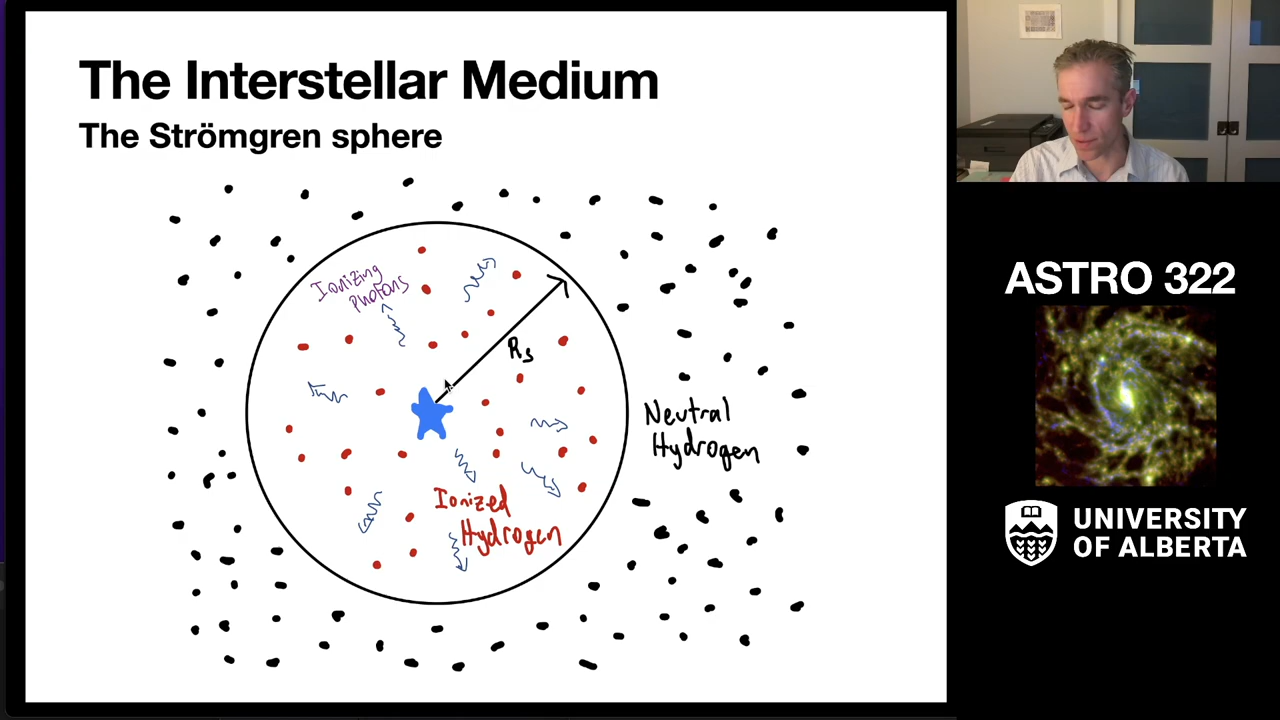 The Interstellar Medium
The Strömgren sphere
Ionizing
Photons
Rs
Neutral
Hydrogen
Ionized
Hydrogen
ASTRO 322
UNIVERSITY
OF ALBERTA